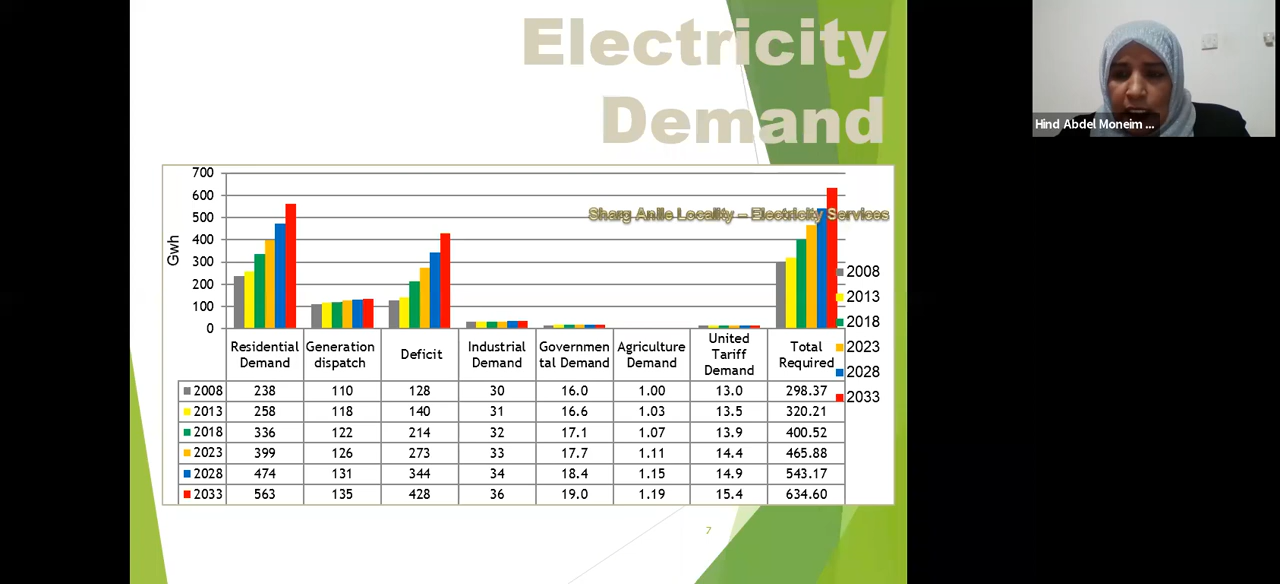 Electricity
Demand
Hind Abdel Moneim ...
Gwh
700
600
500
400
300
200
100
0
Sharg Anile Locality – Electricity Services
2008
2013
2018
2023
2028
2033
Residential Demand Generation dispatch Deficit Industrial Demand Governmen tal Demand Agriculture Demand United Tariff Demand Total Required
2008 238 110 128 30 16.0 1.00 13.0 298.37
2013 258 118 140 31 16.6 1.03 13.5 320.21
2018 336 122 214 32 17.1 1.07 13.9 400.52
2023 399 126 273 33 17.7 1.11 14.4 465.88
2028 474 131 344 34 18.4 1.15 14.9 543.17
2033 563 135 428 36 19.0 1.19 15.4 634.60
7